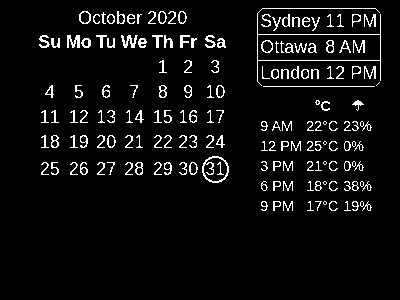 October 2020
Su Mo Tu We Th Fr Sa
1 2 3
4 5 6 7 8 9 10
11 12 13 14 15 16 17
18 19 20 21 22 23 24
25 26 27 28 29 30 31
Sydney 11 PM
Ottawa 8 AM
London 12 PM
°C
9 AM 22°C 23%
12 PM 25°C 0%
3 PM 21°C 0%
6 PM 18°C 38%
9 PM 17°C 19%